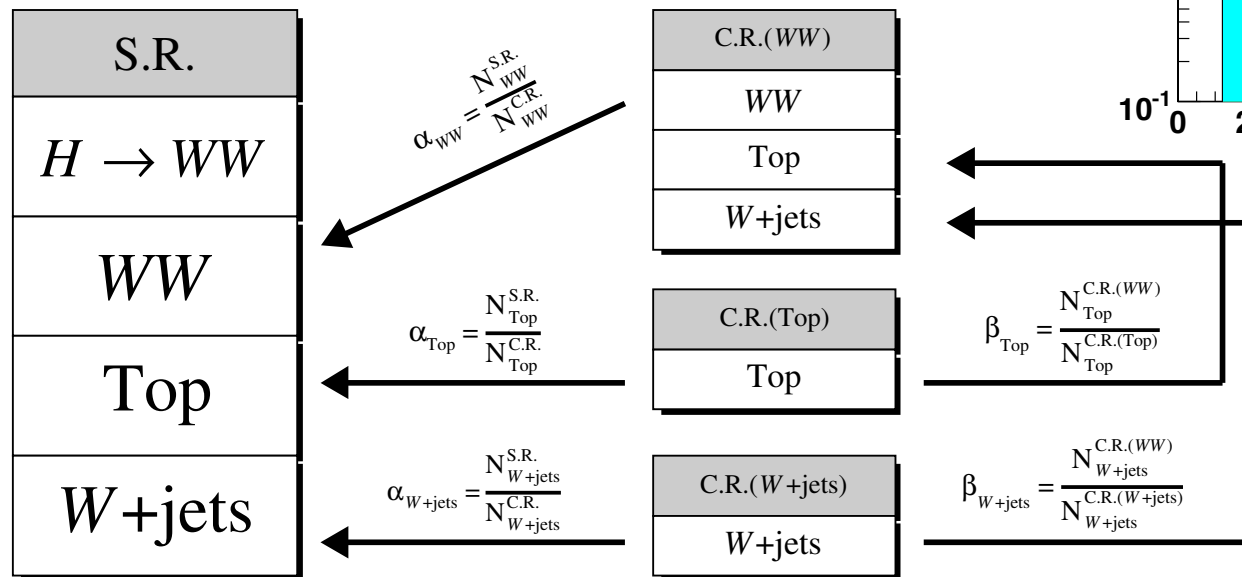 S.R.
H → WW
WW
Top
W+jets
α_WW = N^S.R._WW / N^C.R._WW
α_Top = N^S.R._Top / N^C.R._Top
α_W+jets = N^S.R._W+jets / N^C.R._W+jets
C.R.(WW)
WW
Top
W+jets
C.R.(Top)
Top
C.R.(W+jets)
W+jets
β_Top = N^C.R.(WW)_Top / N^C.R.(Top)_Top
β_W+jets = N^C.R.(WW)_W+jets / N^C.R.(W+jets)_W+jets
10^-1
0
2